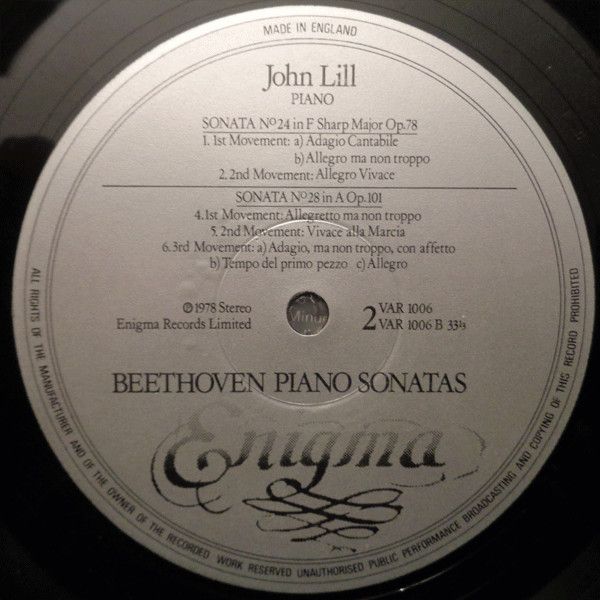 MADE IN ENGLAND
John Lill
PIANO
SONATA Nº24 in F Sharp Major Op.78
1. 1st Movement: a) Adagio Cantabile
b) Allegro ma non troppo
2. 2nd Movement: Allegro Vivace
SONATA Nº28 in A Op.101
4. 1st Movement: Allegretto ma non troppo
5. 2nd Movement: Vivace alla Marcia
6. 3rd Movement: a) Adagio, ma non troppo, con affetto
b) Tempo del primo pezzo c) Allegro
℗ 1978 Stereo
Enigma Records Limited
Minus
2 VAR 1006
VAR 1006 B 33⅓
BEETHOVEN PIANO SONATAS
Enigma
ALL RIGHTS OF THE MANUFACTURER AND OF THE OWNER OF THE RECORDED WORK RESERVED UNAUTHORISED PUBLIC PERFORMANCE BROADCASTING AND COPYING OF THIS RECORD PROHIBITED